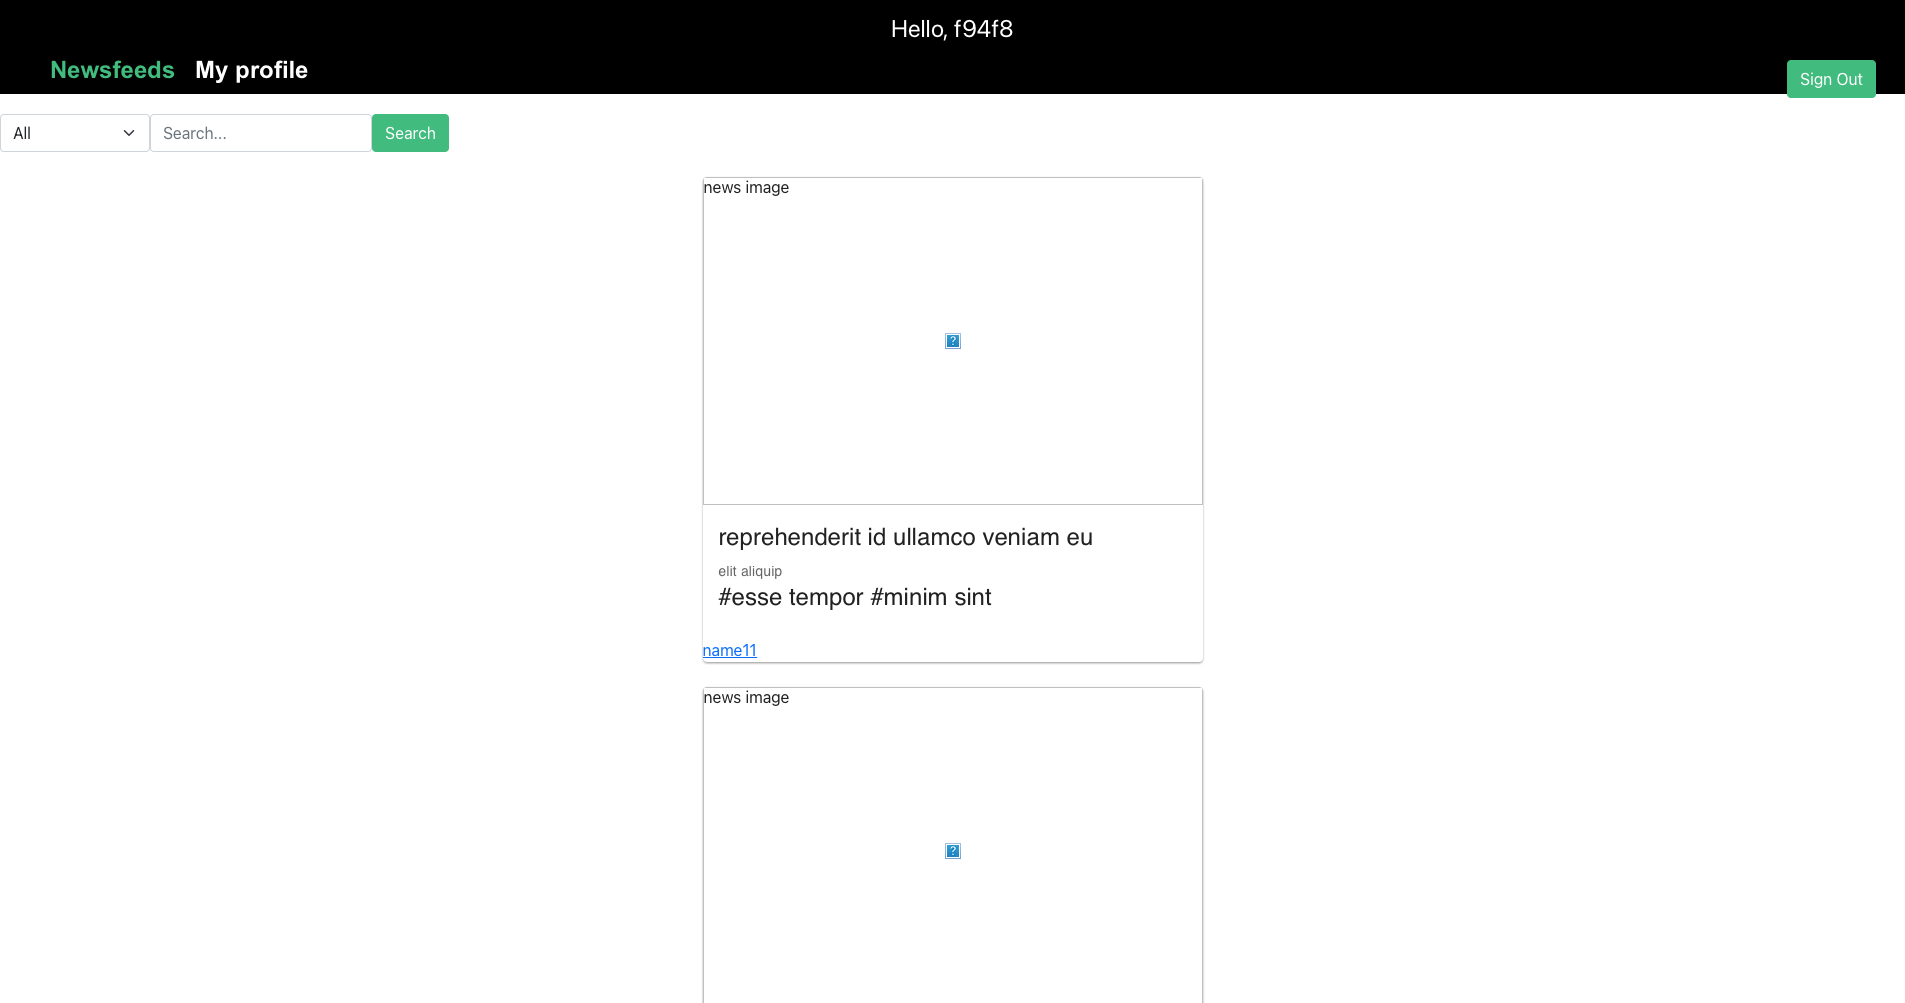 Hello, f94f8
Newsfeeds My profile
Sign Out
All Search... Search
news image
?
reprehenderit id ullamco veniam eu
elit aliquip
#esse tempor #minim sint
name11
news image
?